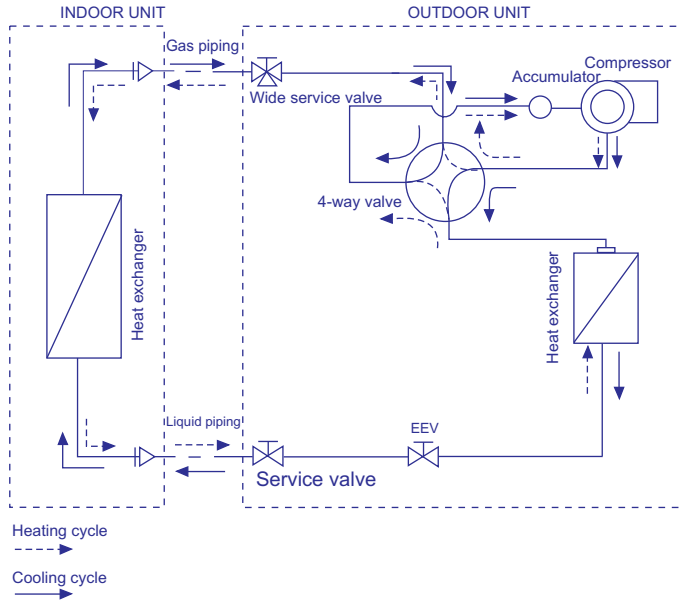 INDOOR UNIT
OUTDOOR UNIT
Gas piping
Compressor
Accumulator
Wide service valve
4-way valve
Heat exchanger
Heat exchanger
Liquid piping
EEV
Service valve
Heating cycle
Cooling cycle